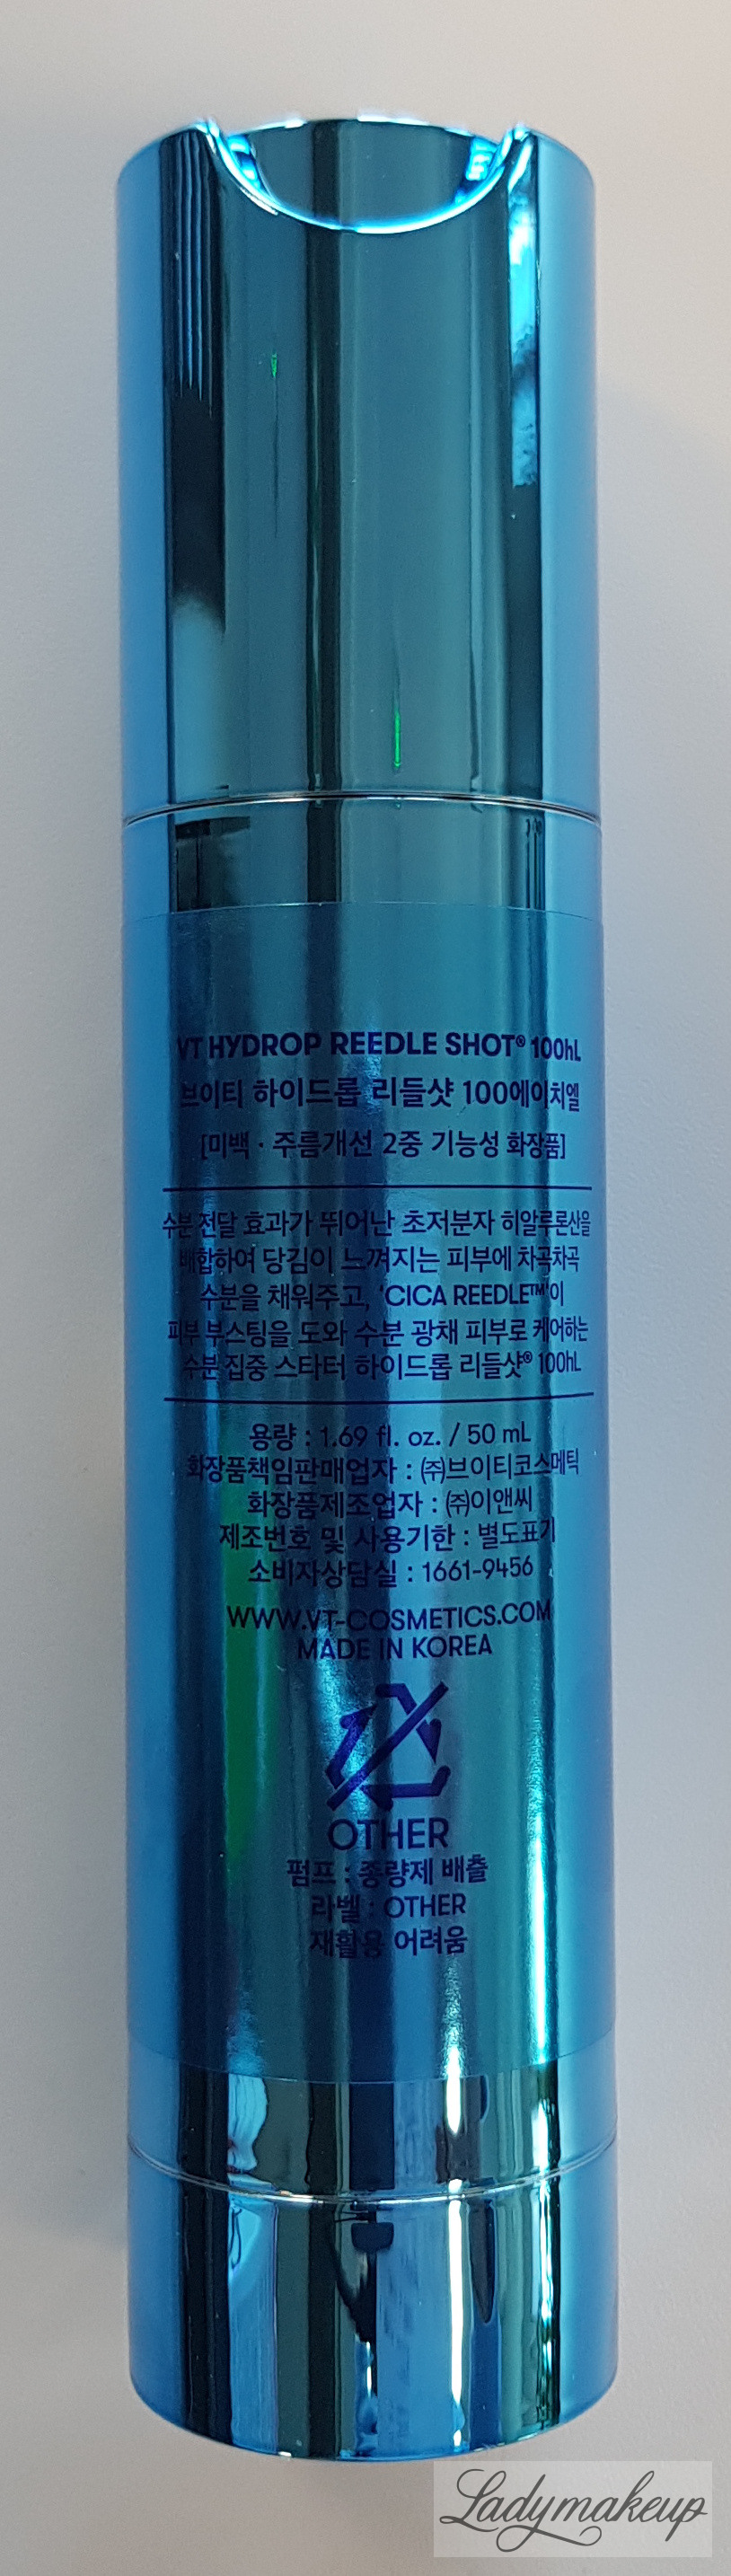 VT HYDROP REEDLE SHOT® 100hL
브이티 하이드롭 리들샷 100에이치엘
[미백 · 주름개선 2중 기능성 화장품]
수분 전달 효과가 뛰어난 초저분자 히알루론산을
배합하여 당김이 느껴지는 피부에 차곡차곡
수분을 채워주고, 'CICA REEDLE™'이
피부 부스팅을 도와 수분 광채 피부로 케어하는
수분 집중 스타터 하이드롭 리들샷® 100hL
용량 : 1.69 fl. oz. / 50 mL
화장품책임판매업자 : ㈜브이티코스메틱
화장품제조업자 : ㈜이앤씨
제조번호 및 사용기한 : 별도표기
소비자상담실 : 1661-9456
WWW.VT-COSMETICS.COM
MADE IN KOREA
OTHER
펌프 : 종량제 배출
라벨 : OTHER
재활용 어려움
Ladymakeup